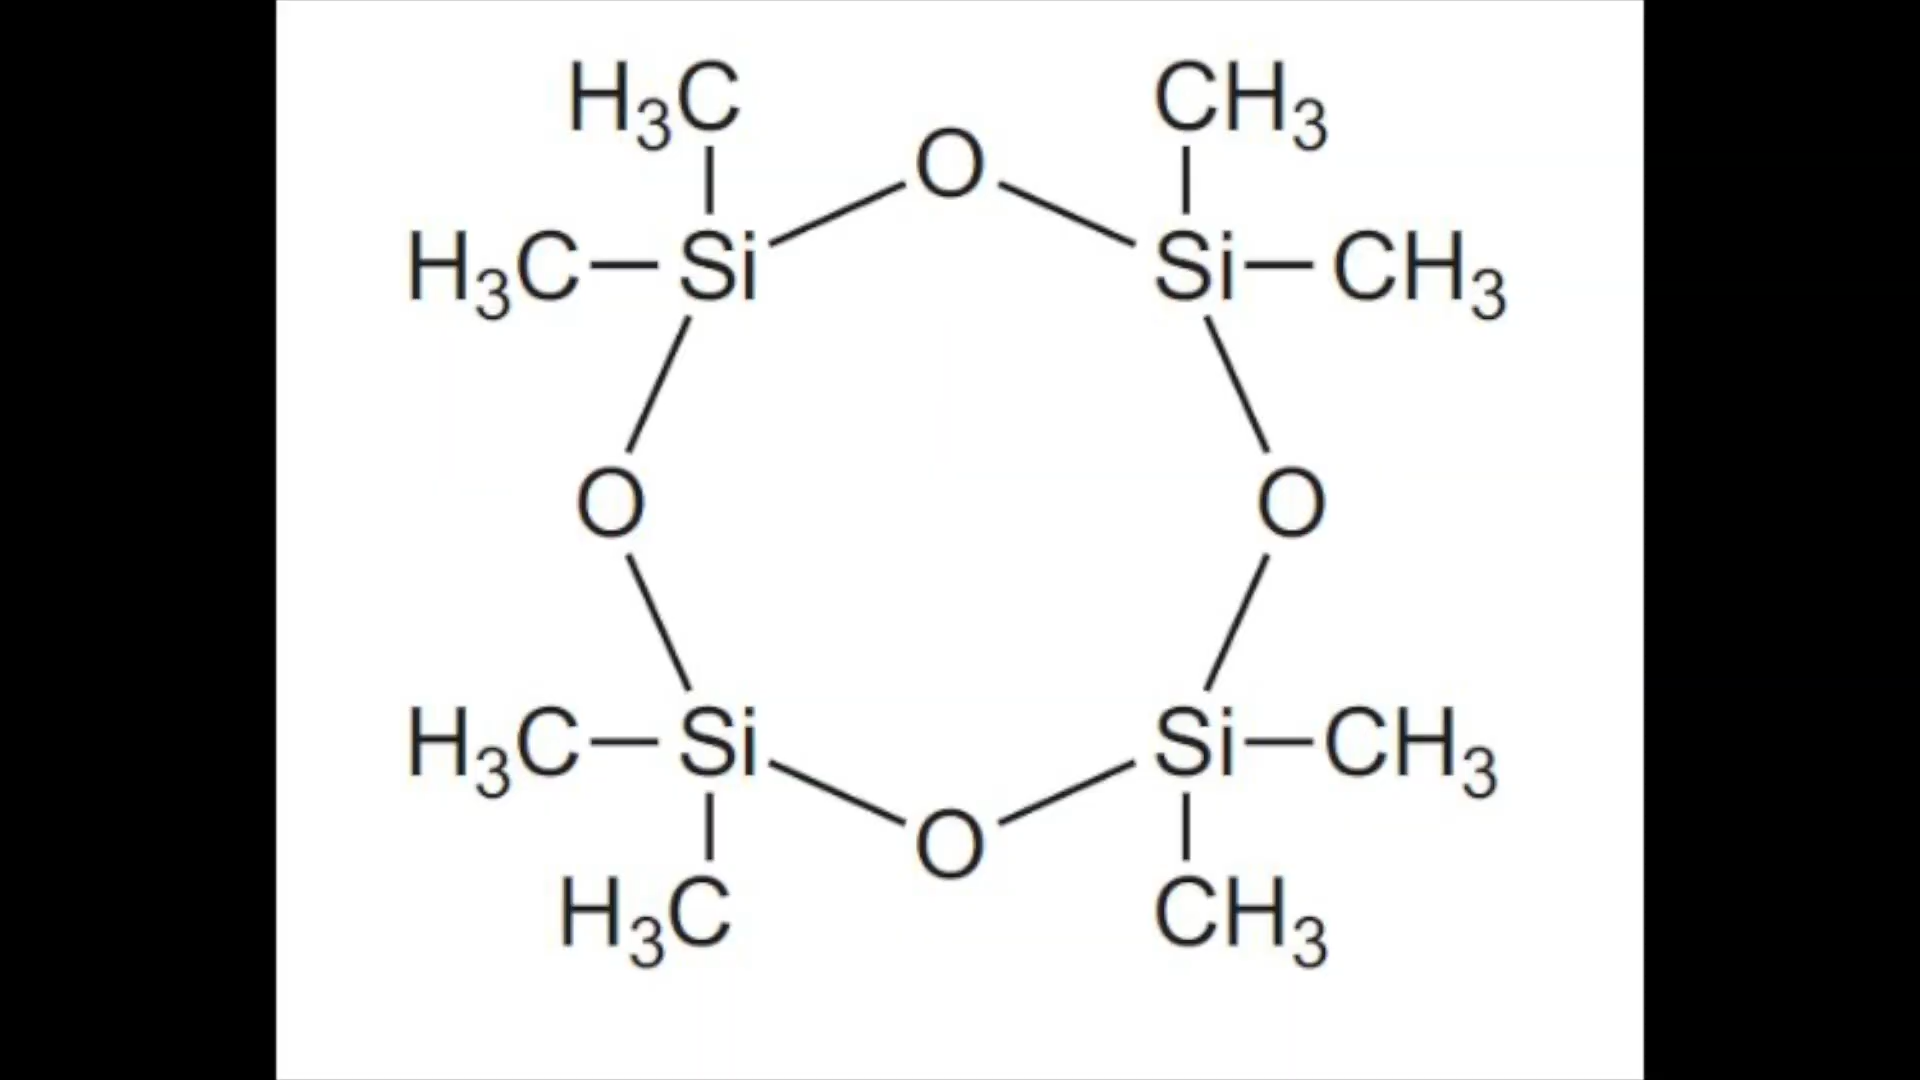 H₃C CH₃
O
H₃C—Si Si—CH₃
O O
H₃C—Si Si—CH₃
O
H₃C CH₃